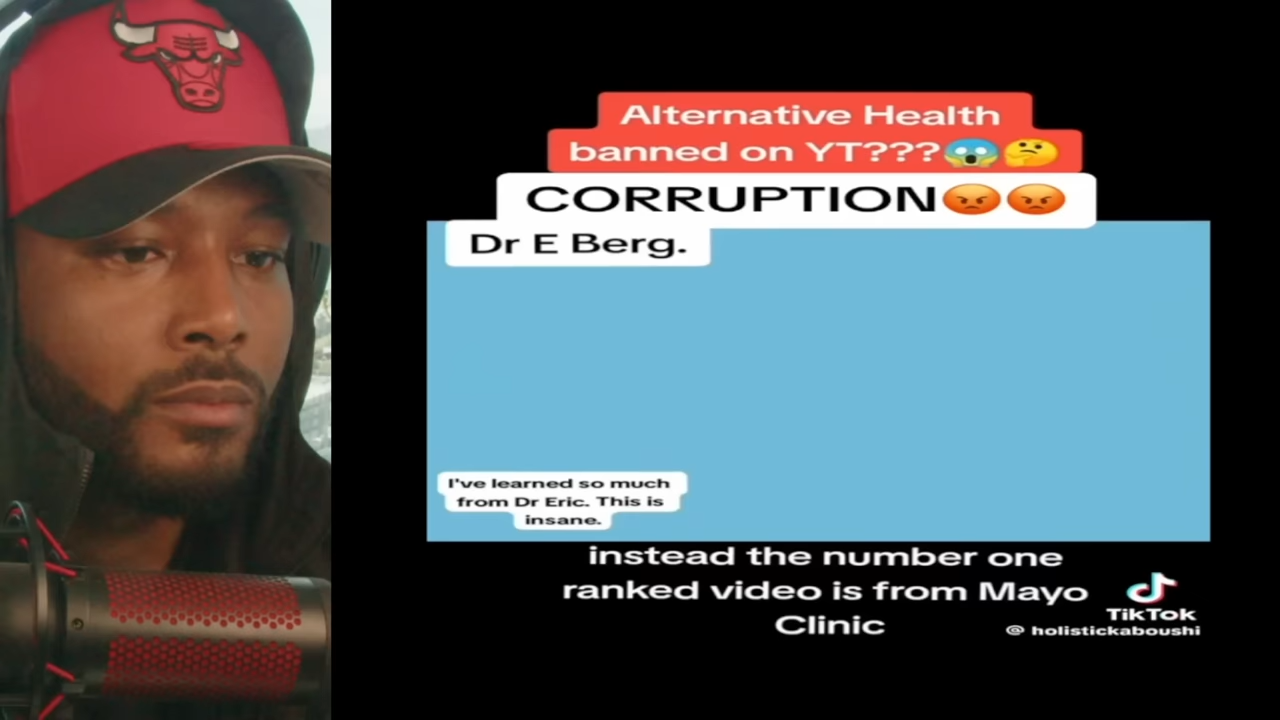 Alternative Health
banned on YT???😱🤔
CORRUPTION😡😡
Dr E Berg.
I've learned so much
from Dr Eric. This is
insane.
instead the number one
ranked video is from Mayo
Clinic
TikTok
@ holistickaboushi